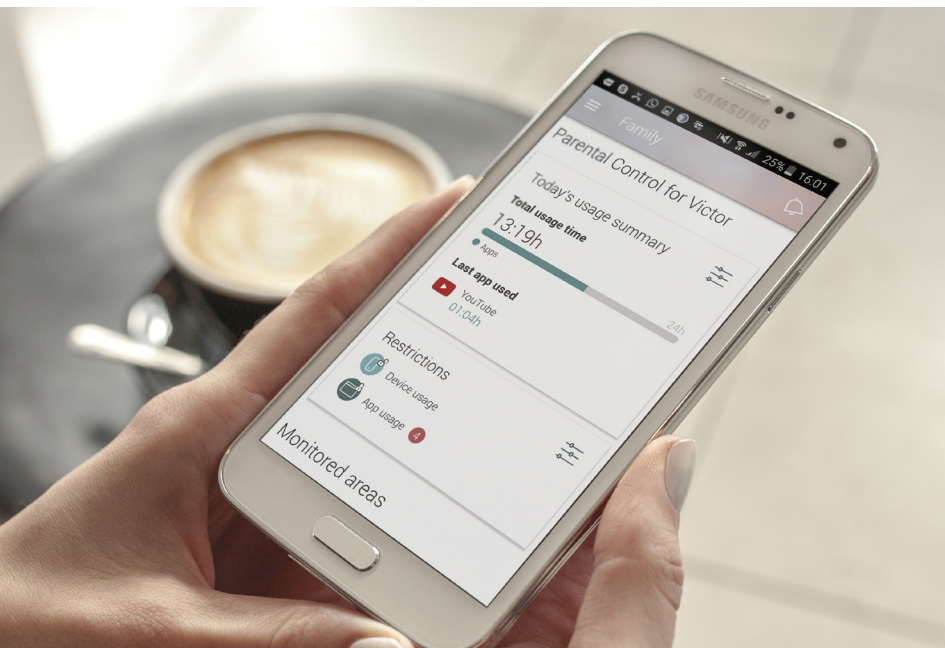 SAMSUNG
25% 16:01
Family
Parental Control for Victor
Today's usage summary
Total usage time
13:19h
Apps
24h
Last app used
YouTube
01:04h
Restrictions
Device usage
App usage 4
Monitored areas